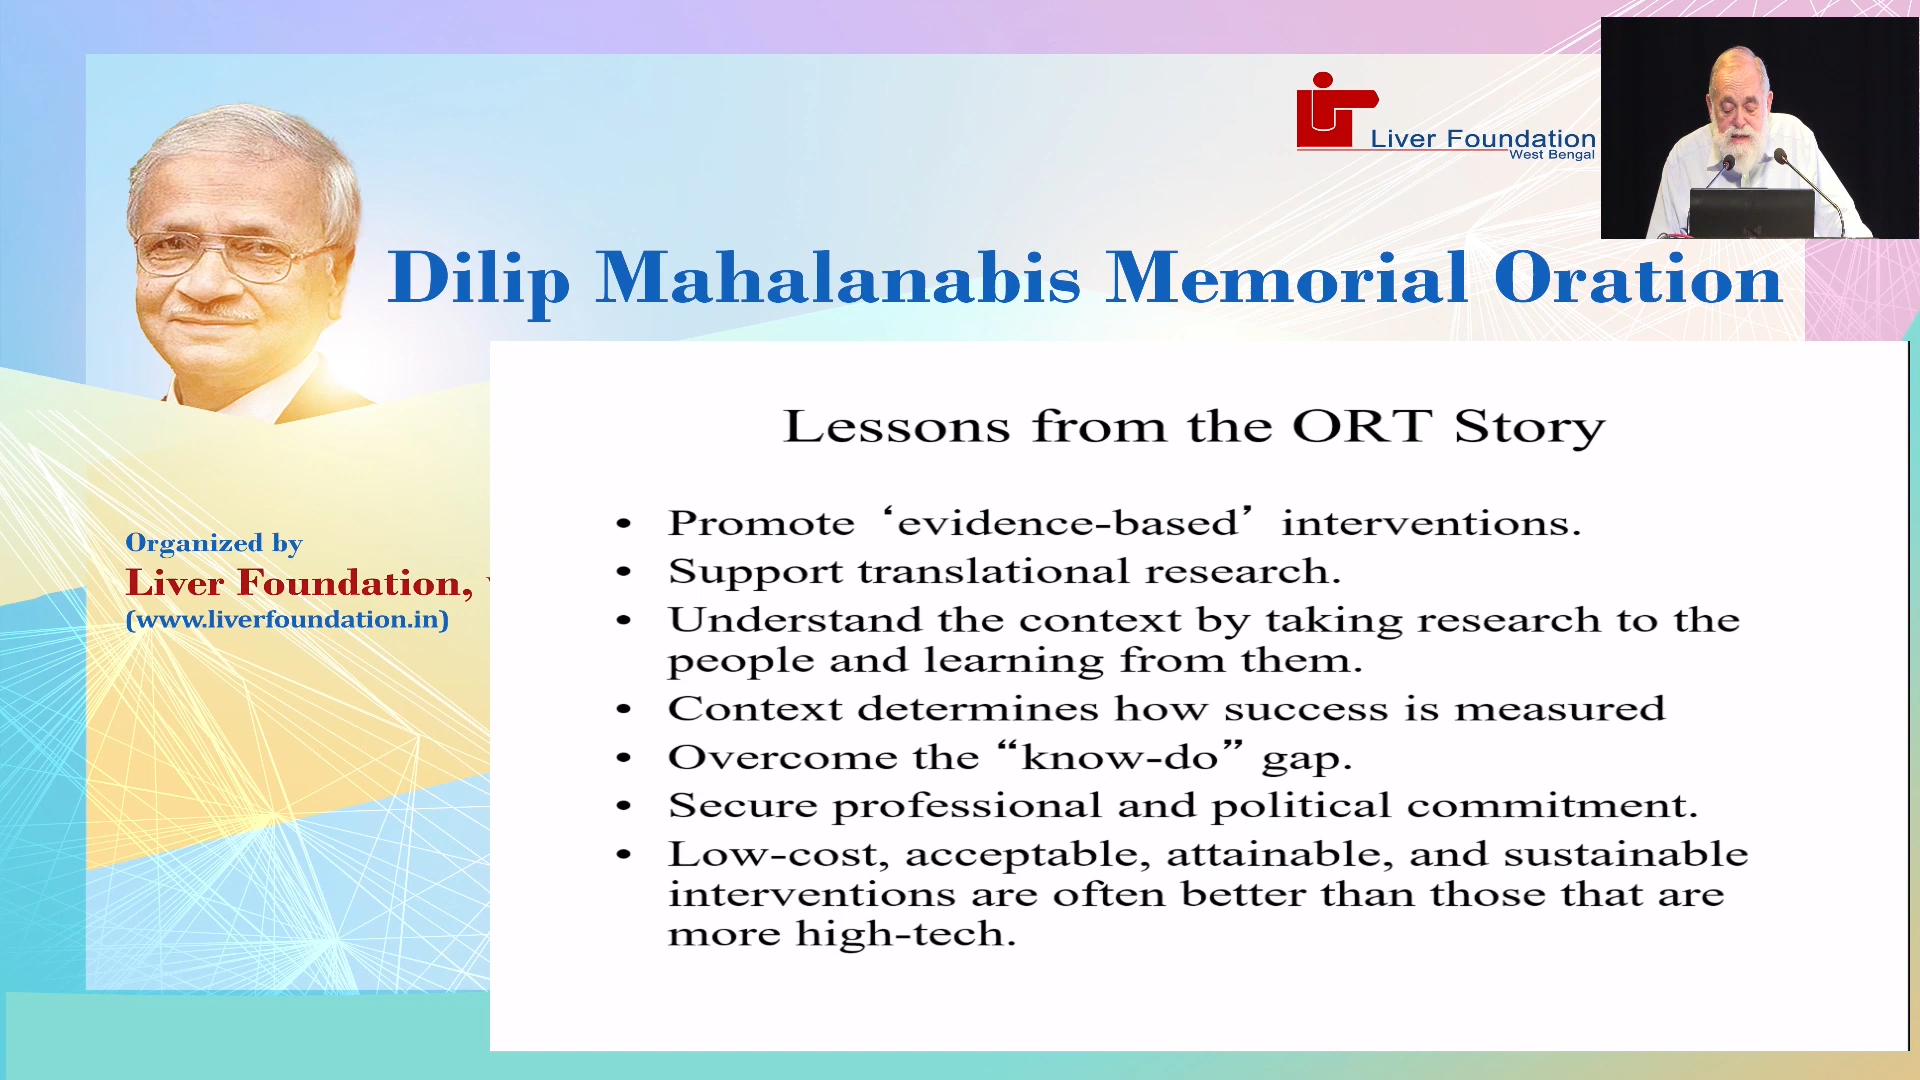 Liver Foundation
West Bengal
Dilip Mahalanabis Memorial Oration
Organized by
Liver Foundation,
(www.liverfoundation.in)
Lessons from the ORT Story
• Promote ‘evidence-based’ interventions.
• Support translational research.
• Understand the context by taking research to the
people and learning from them.
• Context determines how success is measured
• Overcome the “know-do” gap.
• Secure professional and political commitment.
• Low-cost, acceptable, attainable, and sustainable
interventions are often better than those that are
more high-tech.